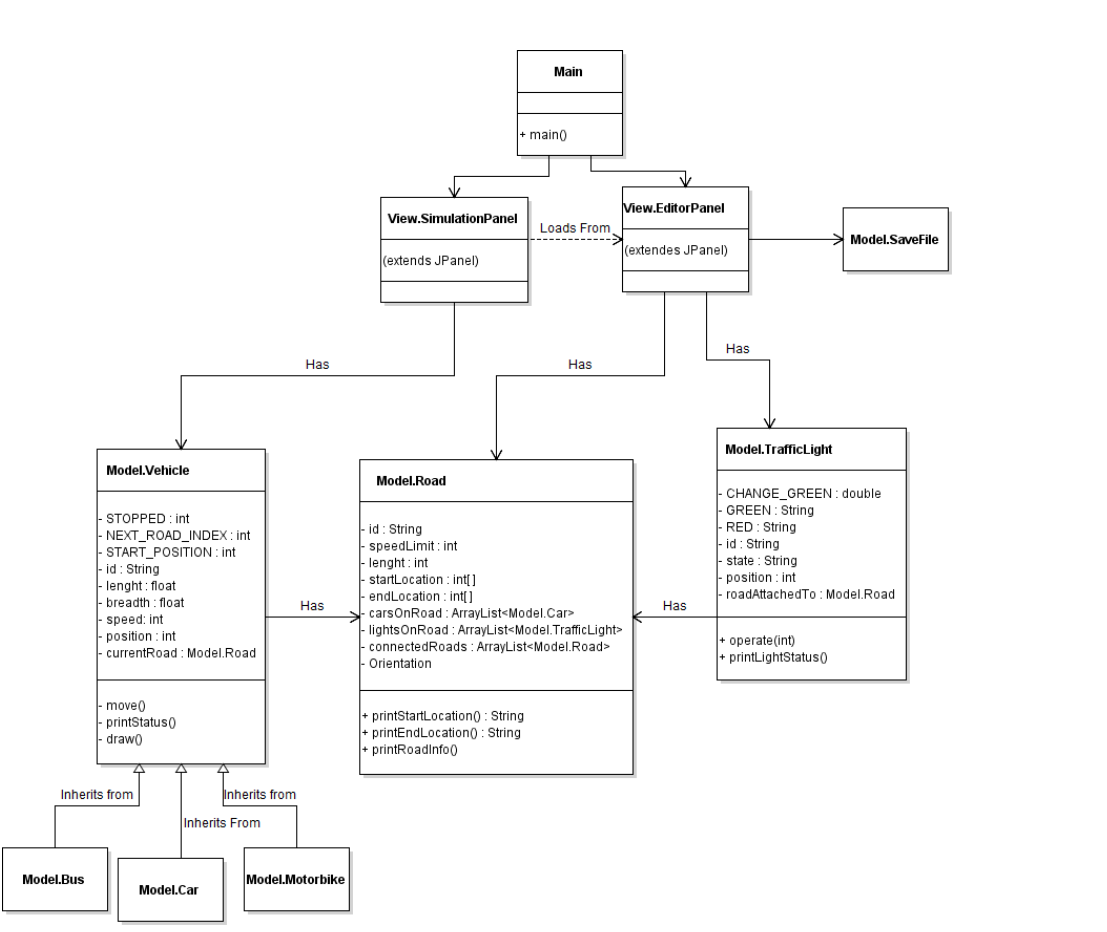 Main
+ main()
View.SimulationPanel
(extends JPanel)
Loads From
View.EditorPanel
(extendes JPanel)
Model.SaveFile
Has
Has
Has
Model.Vehicle
- STOPPED : int
- NEXT_ROAD_INDEX : int
- START_POSITION : int
- id : String
- lenght : float
- breadth : float
- speed: int
- position : int
- currentRoad : Model.Road
- move()
- printStatus()
- draw()
Has
Model.Road
- id : String
- speedLimit : int
- lenght : int
- startLocation : int[ ]
- endLocation : int[ ]
- carsOnRoad : ArrayList<Model.Car>
- lightsOnRoad : ArrayList<Model.TrafficLight>
- connectedRoads : ArrayList<Model.Road>
- Orientation
+ printStartLocation() : String
+ printEndLocation() : String
+ printRoadInfo()
Has
Model.TrafficLight
- CHANGE_GREEN : double
- GREEN : String
- RED : String
- id : String
- state : String
- position : int
- roadAttachedTo : Model.Road
+ operate(int)
+ printLightStatus()
Inherits from
Inherits From
Inherits from
Model.Bus
Model.Car
Model.Motorbike